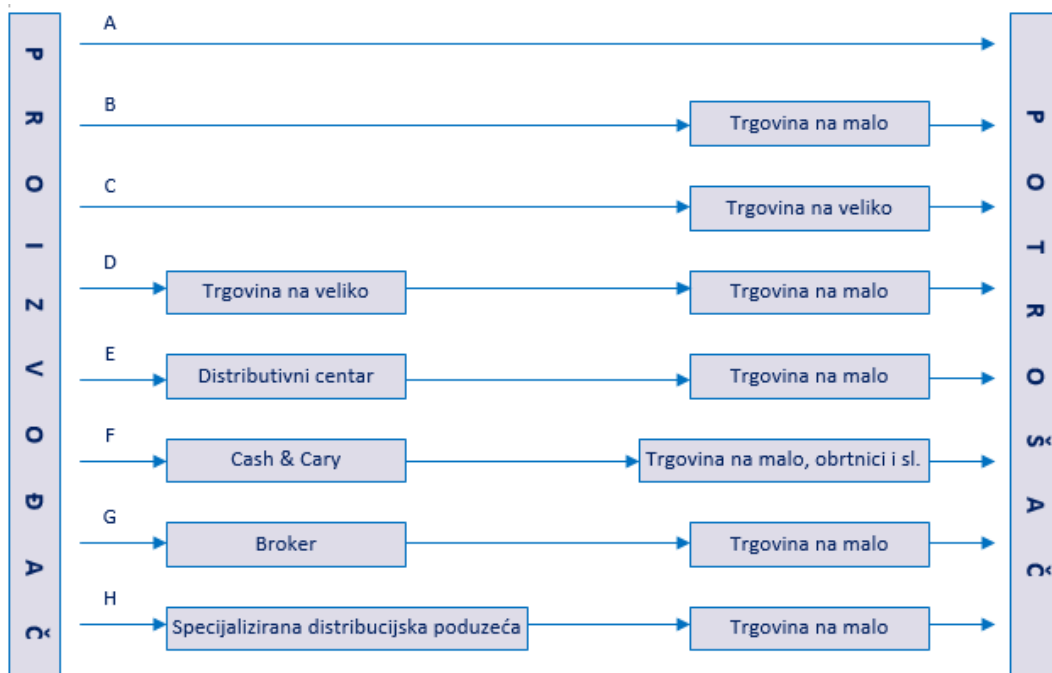 PROIZVOĐAČ
A
B
Trgovina na malo
C
Trgovina na veliko
D
Trgovina na veliko
Trgovina na malo
E
Distributivni centar
Trgovina na malo
F
Cash & Cary
Trgovina na malo, obrtnici i sl.
G
Broker
Trgovina na malo
H
Specijalizirana distribucijska poduzeća
Trgovina na malo
POTROŠAČ